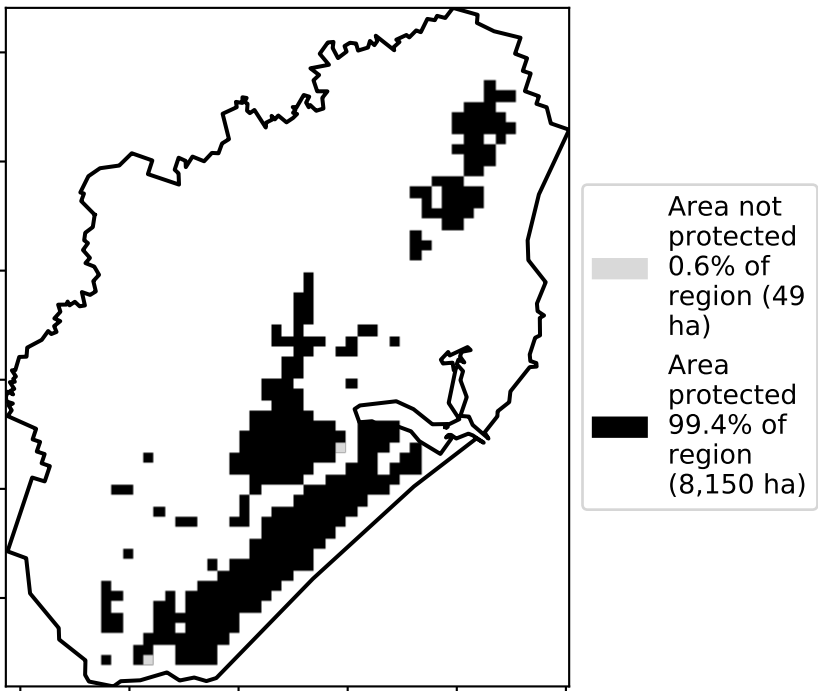 Area not
protected
0.6% of
region (49
ha)
Area
protected
99.4% of
region
(8,150 ha)